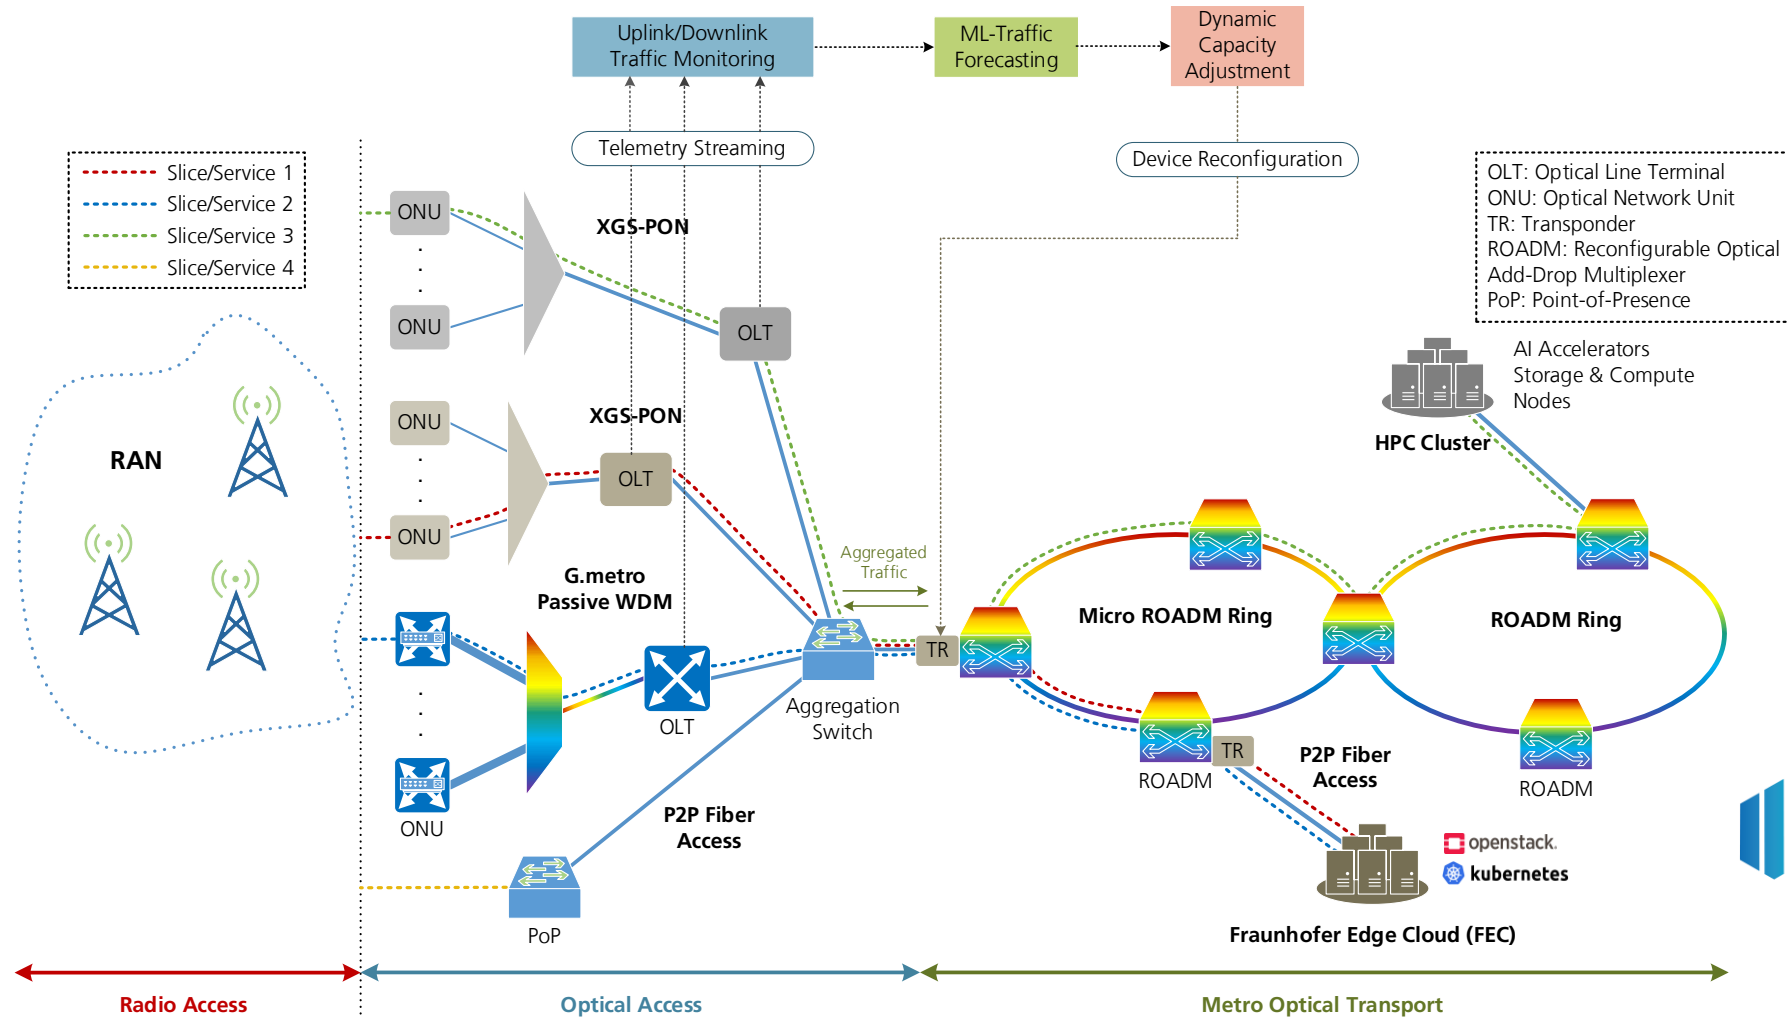 Uplink/Downlink
Traffic Monitoring
ML-Traffic
Forecasting
Dynamic
Capacity
Adjustment
Telemetry Streaming
Device Reconfiguration
Slice/Service 1
Slice/Service 2
Slice/Service 3
Slice/Service 4
OLT: Optical Line Terminal
ONU: Optical Network Unit
TR: Transponder
ROADM: Reconfigurable Optical
Add-Drop Multiplexer
PoP: Point-of-Presence
ONU
XGS-PON
ONU
OLT
AI Accelerators
Storage & Compute
Nodes
HPC Cluster
RAN
ONU
XGS-PON
OLT
ONU
Aggregated
Traffic
G.metro
Passive WDM
Micro ROADM Ring
ROADM Ring
TR
OLT
Aggregation
Switch
TR
ROADM
P2P Fiber
Access
ROADM
ONU
P2P Fiber
Access
openstack.
kubernetes
PoP
Fraunhofer Edge Cloud (FEC)
Radio Access
Optical Access
Metro Optical Transport